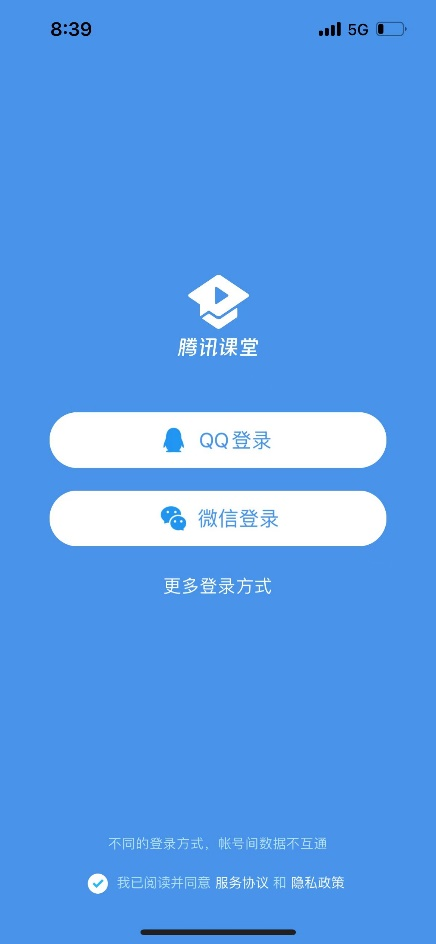 8:39 5G
腾讯课堂
QQ登录
微信登录
更多登录方式
不同的登录方式，帐号间数据不互通
我已阅读并同意 服务协议 和 隐私政策